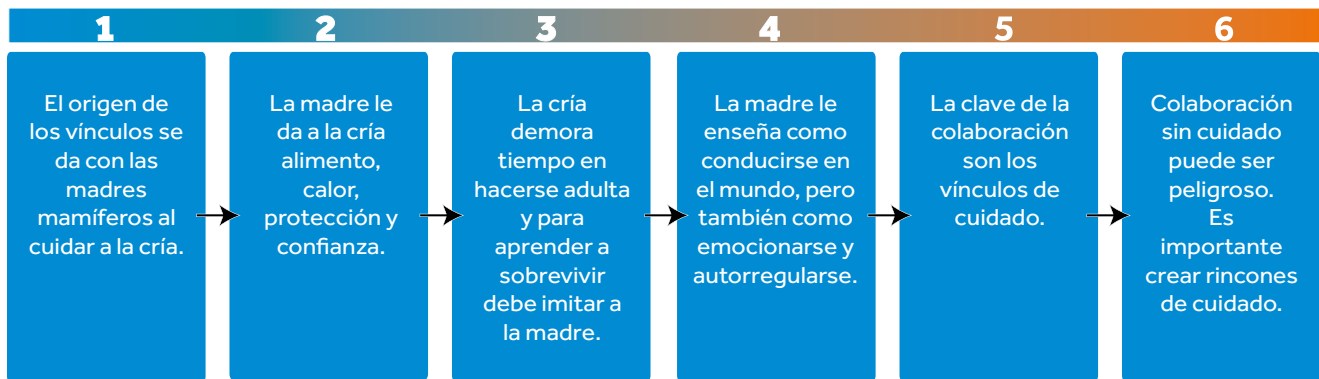 1
El origen de
los vínculos se
da con las
madres
mamíferos al
cuidar a la cría.
2
La madre le
da a la cría
alimento,
calor,
protección y
confianza.
3
La cría
demora
tiempo en
hacerse adulta
y para
aprender a
sobrevivir
debe imitar a
la madre.
4
La madre le
enseña como
conducirse en
el mundo, pero
también como
emocionarse y
autorregularse.
5
La clave de la
colaboración
son los
vínculos de
cuidado.
6
Colaboración
sin cuidado
puede ser
peligroso.
Es
importante
crear rincones
de cuidado.